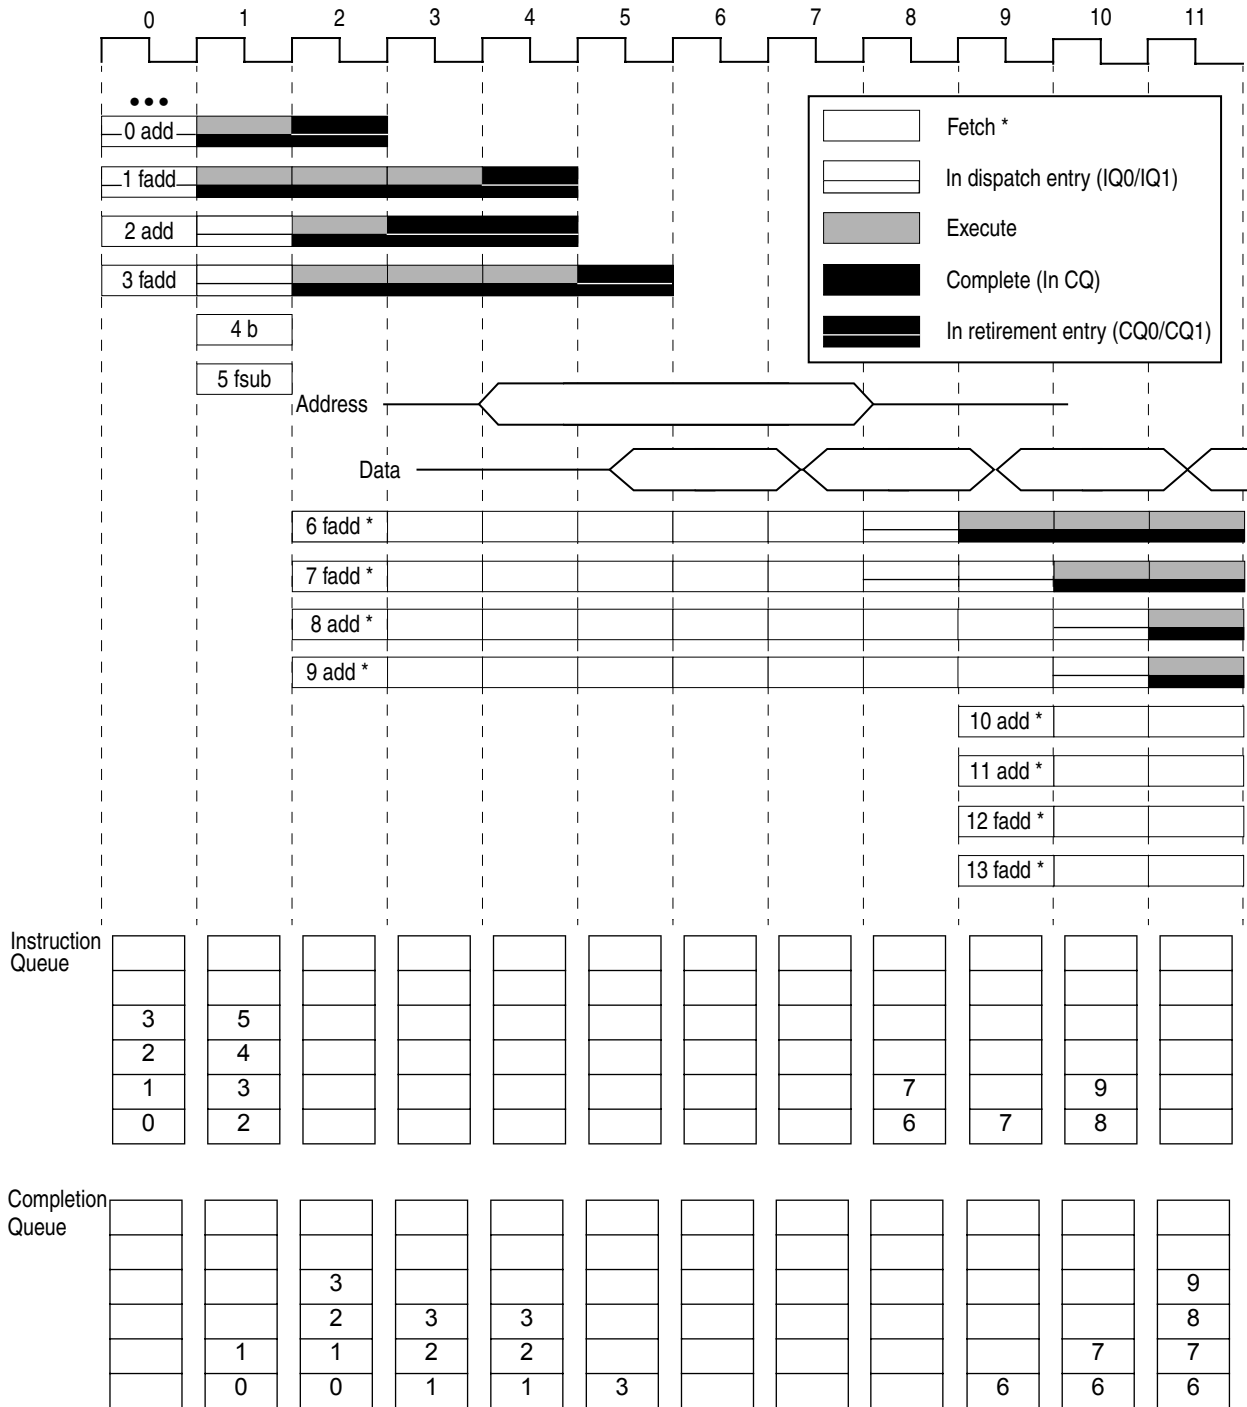 0 1 2 3 4 5 6 7 8 9 10 11
•••
0 add
1 fadd
2 add
3 fadd
4 b
5 fsub
Fetch *
In dispatch entry (IQ0/IQ1)
Execute
Complete (In CQ)
In retirement entry (CQ0/CQ1)
Address
Data
6 fadd *
7 fadd *
8 add *
9 add *
10 add *
11 add *
12 fadd *
13 fadd *
Instruction
Queue
3 5
2 4
1 3 7 9
0 2 6 7 8
Completion
Queue
3 9
2 3 3 8
1 1 2 2 7 7
0 0 1 1 3 6 6 6